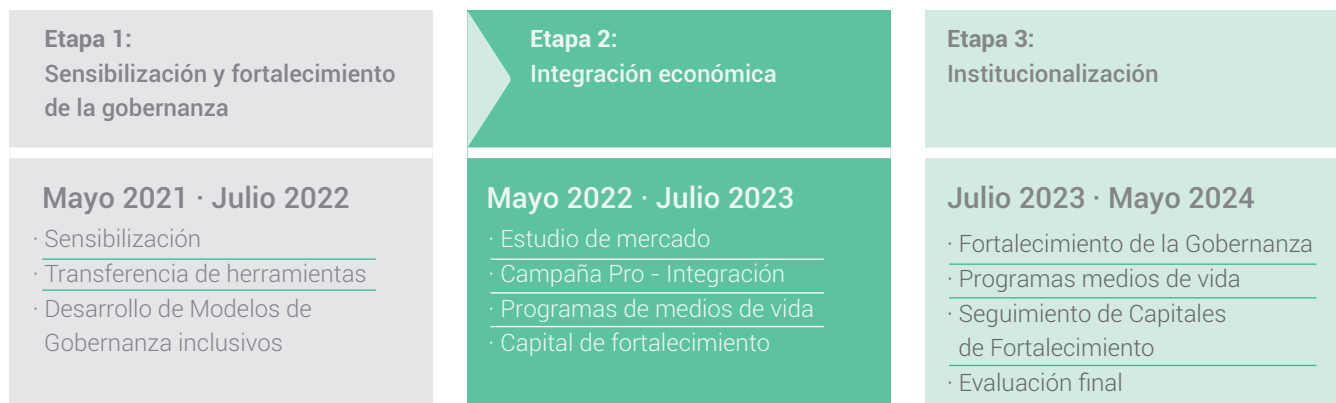 Etapa 1:
Sensibilización y fortalecimiento
de la gobernanza
Mayo 2021 · Julio 2022
· Sensibilización
· Transferencia de herramientas
· Desarrollo de Modelos de
Gobernanza inclusivos
Etapa 2:
Integración económica
Mayo 2022 · Julio 2023
· Estudio de mercado
· Campaña Pro - Integración
· Programas de medios de vida
· Capital de fortalecimiento
Etapa 3:
Institucionalización
Julio 2023 · Mayo 2024
· Fortalecimiento de la Gobernanza
· Programas medios de vida
· Seguimiento de Capitales
de Fortalecimiento
· Evaluación final